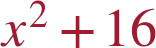 x² + 16